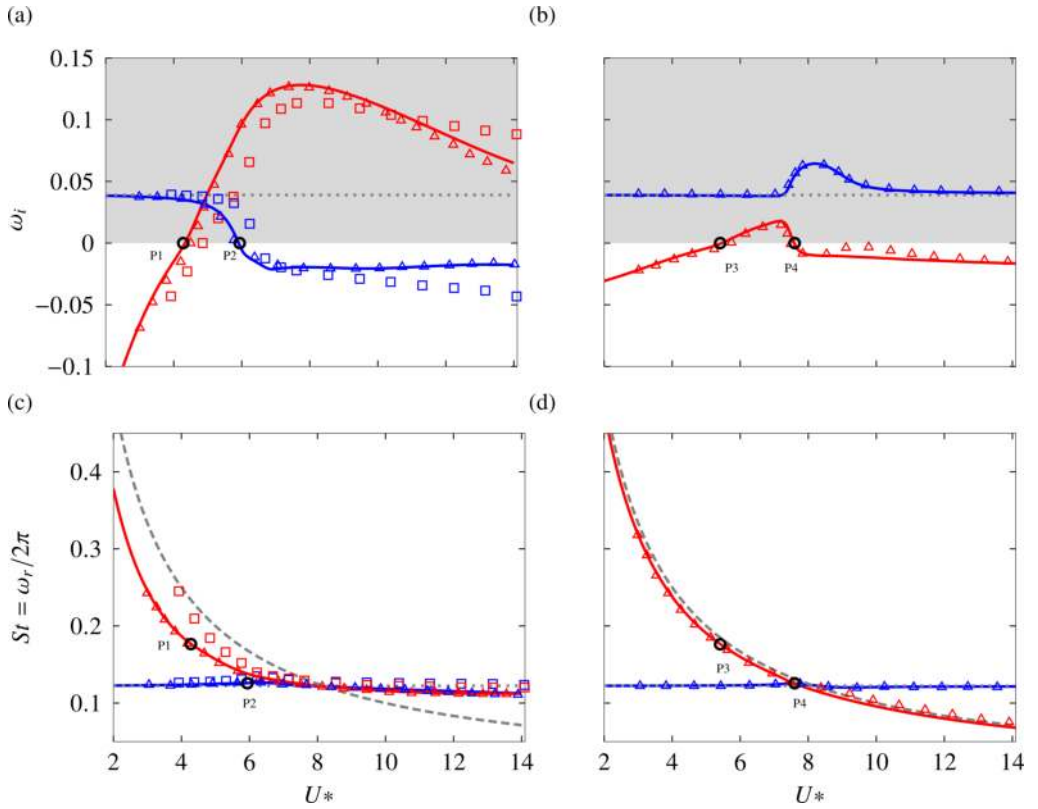 (a)
(b)
0.15
0.1
0.05
0
−0.05
−0.1
ω_i
P1
P2
P3
P4
(c)
(d)
0.4
0.3
0.2
0.1
St = ω_r/2π
P1
P2
P3
P4
2 4 6 8 10 12 14
2 4 6 8 10 12 14
U*
U*